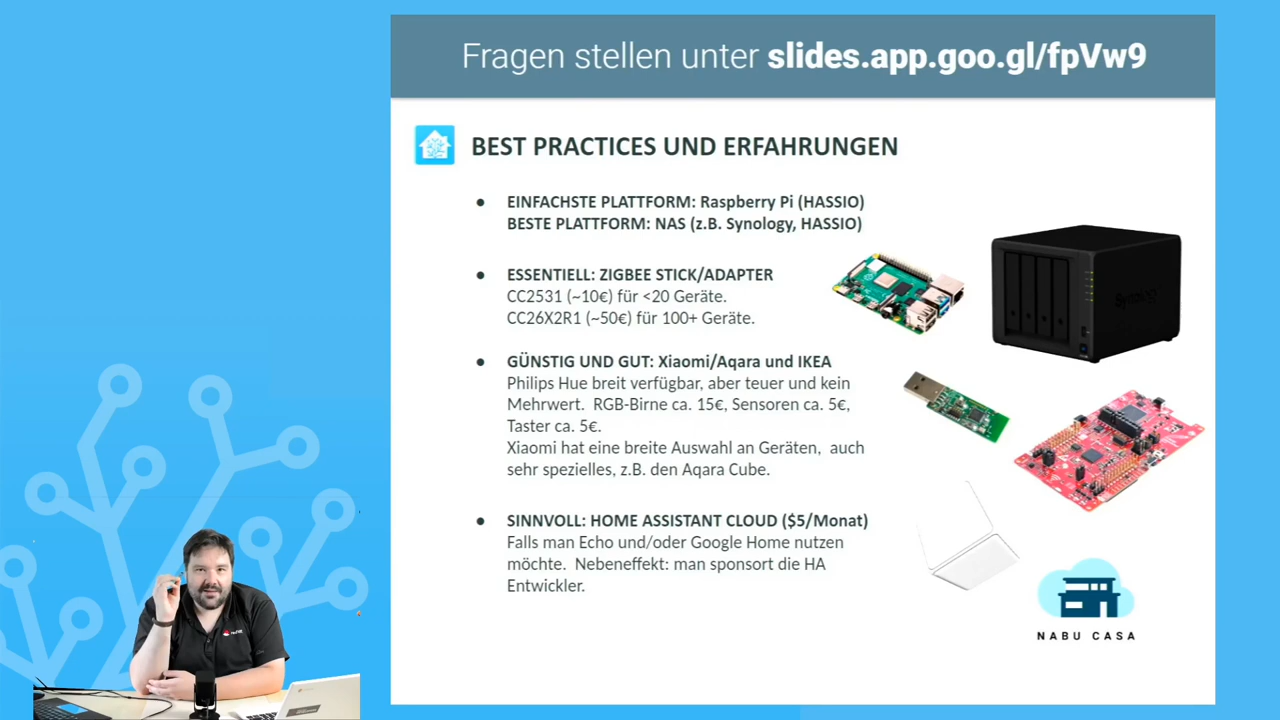 Fragen stellen unter slides.app.goo.gl/fpVw9
BEST PRACTICES UND ERFAHRUNGEN
● EINFACHSTE PLATTFORM: Raspberry Pi (HASSIO)
BESTE PLATTFORM: NAS (z.B. Synology, HASSIO)
● ESSENTIELL: ZIGBEE STICK/ADAPTER
CC2531 (~10€) für <20 Geräte.
CC26X2R1 (~50€) für 100+ Geräte.
● GÜNSTIG UND GUT: Xiaomi/Aqara und IKEA
Philips Hue breit verfügbar, aber teuer und kein
Mehrwert. RGB-Birne ca. 15€, Sensoren ca. 5€,
Taster ca. 5€.
Xiaomi hat eine breite Auswahl an Geräten, auch
sehr spezielles, z.B. den Aqara Cube.
● SINNVOLL: HOME ASSISTANT CLOUD ($5/Monat)
Falls man Echo und/oder Google Home nutzen
möchte. Nebeneffekt: man sponsort die HA
Entwickler.
Synology
NABU CASA